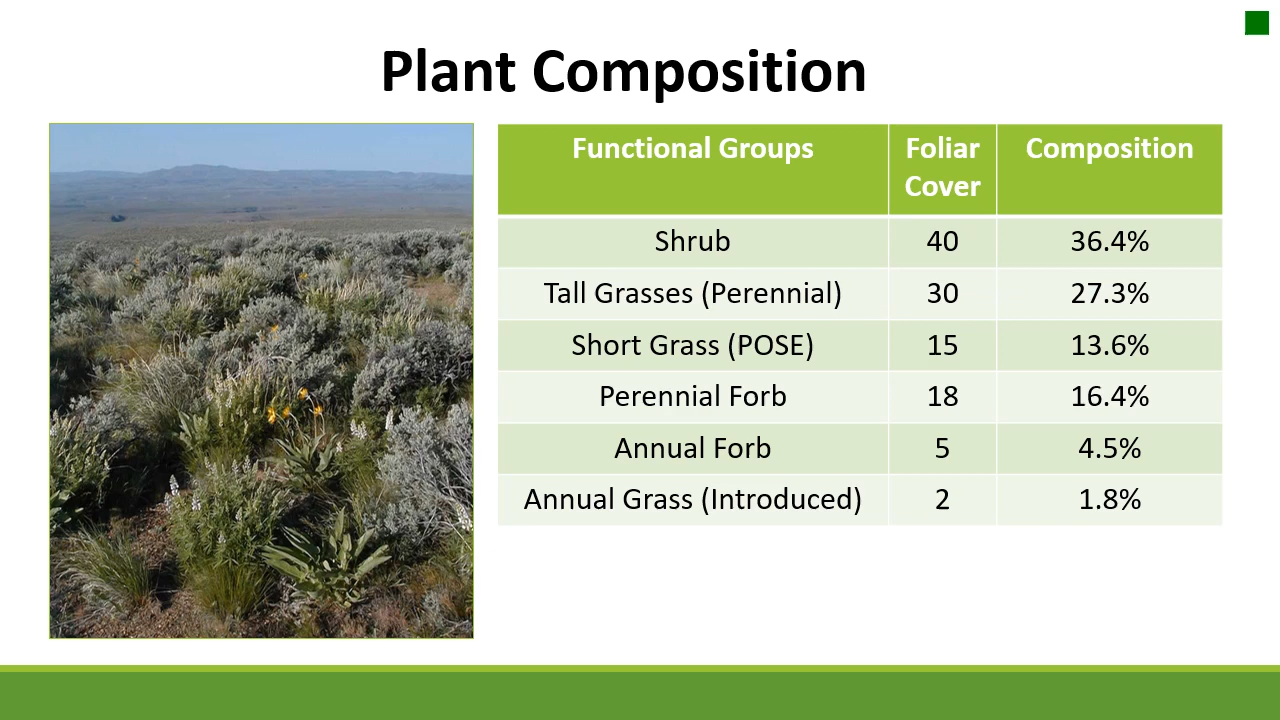 Plant Composition
Functional Groups Foliar Cover Composition
Shrub 40 36.4%
Tall Grasses (Perennial) 30 27.3%
Short Grass (POSE) 15 13.6%
Perennial Forb 18 16.4%
Annual Forb 5 4.5%
Annual Grass (Introduced) 2 1.8%